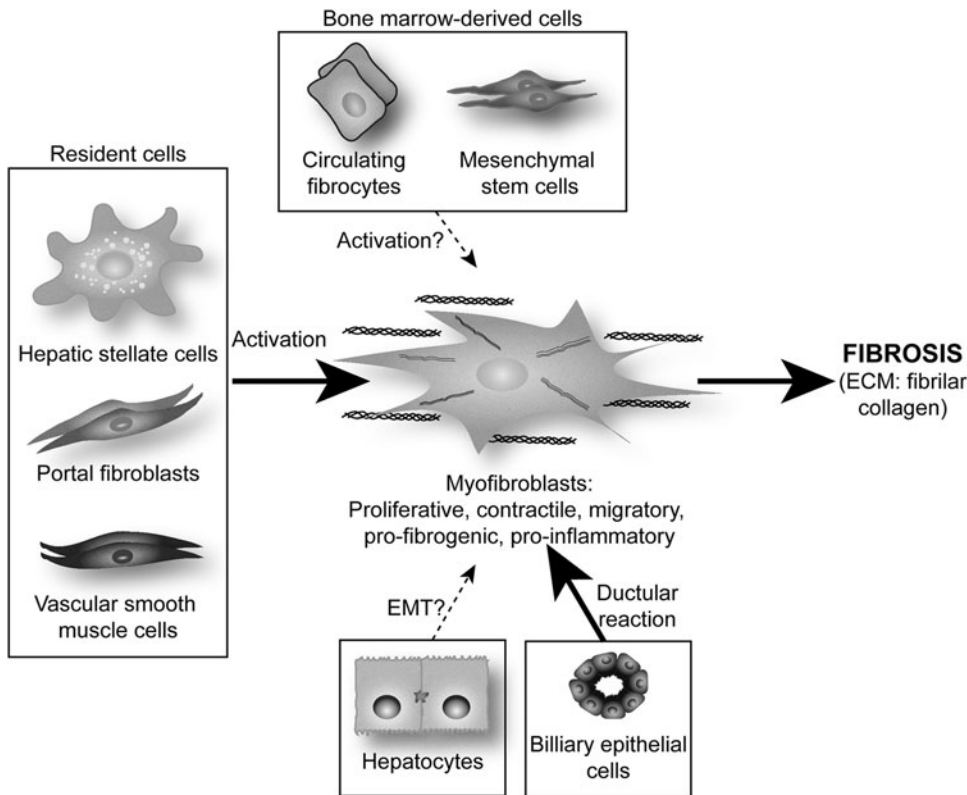 Bone marrow-derived cells
Circulating
fibrocytes
Mesenchymal
stem cells
Resident cells
Activation?
Hepatic stellate cells
Activation
FIBROSIS
(ECM: fibrilar
collagen)
Portal fibroblasts
Myofibroblasts:
Proliferative, contractile, migratory,
pro-fibrogenic, pro-inflammatory
Vascular smooth
muscle cells
EMT?
Ductular
reaction
Hepatocytes
Billiary epithelial
cells